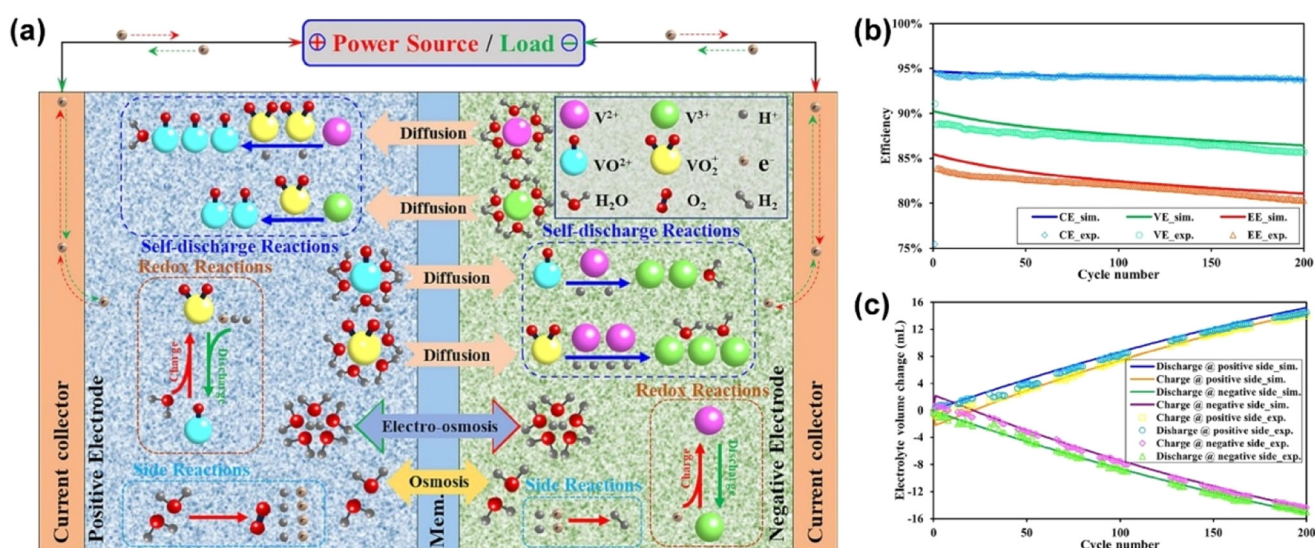 (a)
⊕ Power Source / Load ⊖
Current collector
Positive Electrode
Mem.
Negative Electrode
Current collector
Diffusion
Diffusion
Self-discharge Reactions
V²⁺
V³⁺
H⁺
VO²⁺
VO₂⁺
e⁻
H₂O
O₂
H₂
Self-discharge Reactions
Redox Reactions
Charge
Discharge
Diffusion
Diffusion
Redox Reactions
Charge
Discharge
Electro-osmosis
Side Reactions
Osmosis
Side Reactions
(b)
Efficiency
100%
95%
90%
85%
80%
75%
CE_sim.
VE_sim.
EE_sim.
CE_exp.
VE_exp.
EE_exp.
0
50
100
150
200
Cycle number
(c)
Electrolyte volume change (mL)
16
12
8
4
0
-4
-8
-12
-16
Discharge @ positive side_sim.
Charge @ positive side_sim.
Discharge @ negative side_sim.
Charge @ negative side_sim.
Charge @ positive side_exp.
Disharge @ positive side_exp.
Charge @ negative side_exp.
Discharge @ negative side_exp.
0
50
100
150
200
Cycle number